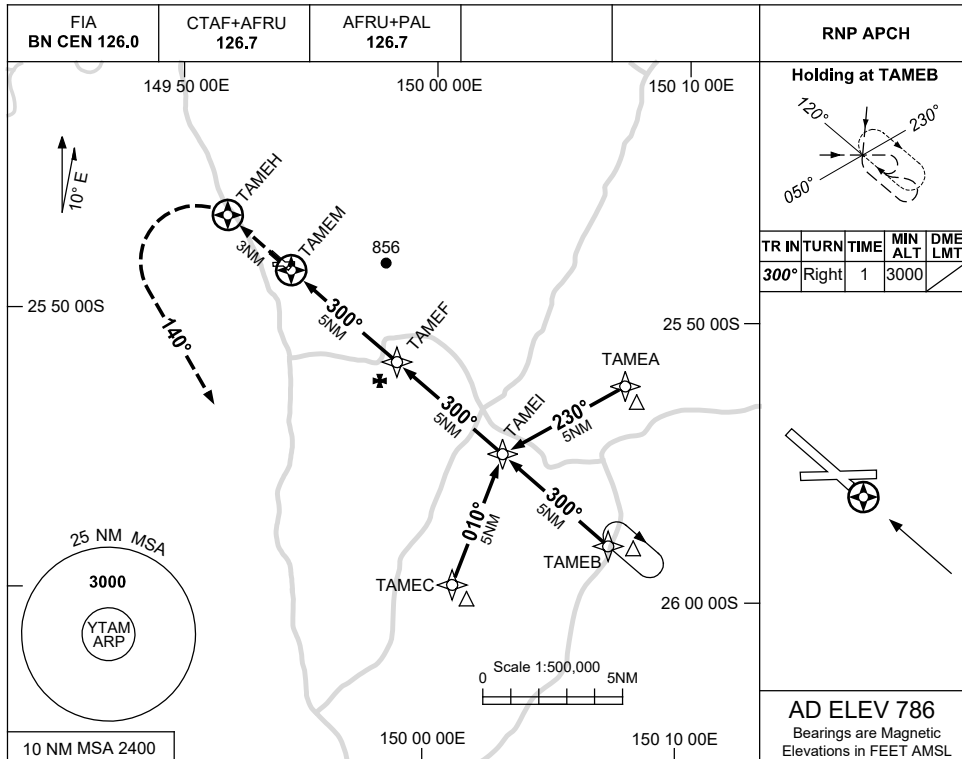 FIA
BN CEN 126.0
CTAF+AFRU
126.7
AFRU+PAL
126.7
RNP APCH
149 50 00E
150 00 00E
150 10 00E
10° E
TAMEH
TAMEM
3NM
856
25 50 00S
25 50 00S
140°
300°
5NM
TAMEF
TAMEA
300°
5NM
TAMEI
230°
5NM
010°
5NM
300°
5NM
TAMEB
TAMEC
26 00 00S
25 NM MSA
3000
YTAM
ARP
Scale 1:500,000
0 5NM
10 NM MSA 2400
150 00 00E
150 10 00E
Holding at TAMEB
120°
230°
050°
TR IN TURN TIME MIN ALT DME LMT
300° Right 1 3000
AD ELEV 786
Bearings are Magnetic
Elevations in FEET AMSL